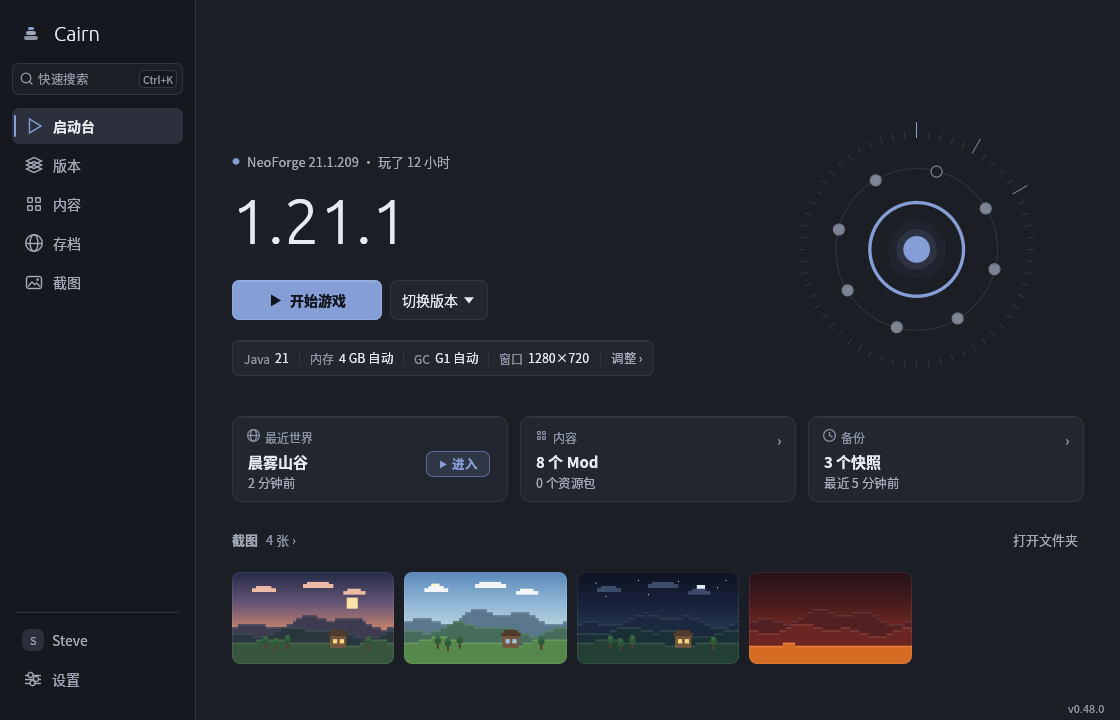 Cairn
快速搜索 Ctrl+K
启动台
版本
内容
存档
截图
S Steve
设置
NeoForge 21.1.209 • 玩了 12 小时
1.21.1
开始游戏 切换版本
Java 21 内存 4 GB 自动 GC G1 自动 窗口 1280×720 调整 ›
最近世界
晨雾山谷
2 分钟前
进入
内容 ›
8 个 Mod
0 个资源包
备份 ›
3 个快照
最近 5 分钟前
截图 4 张 › 打开文件夹
v0.48.0